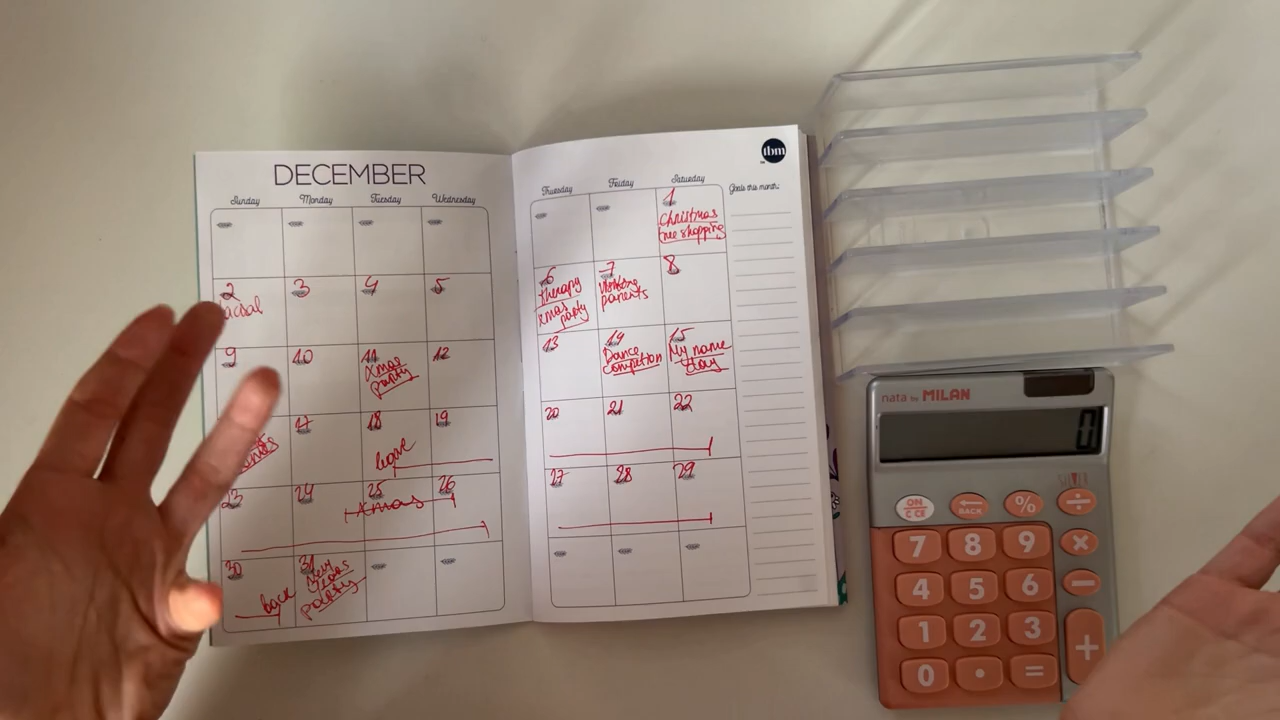 DECEMBER
Sunday Monday Tuesday Wednesday
2 3 4 5
9 10 11 12
Xmas
party
17 18 19
leave
23 24 25 26
Xmas
30 31
back New
years
party
tbm
Thursday Friday Saturday Goals this month:
1
Christmas
tree shopping
6 7 8
therapy
xmas parents
party
13 14 15
Dance My name
day
20 21 22
27 28 29
nata by MILAN
0
ON
C CE BACK % ÷
7 8 9 ×
4 5 6 −
1 2 3 +
0 . =